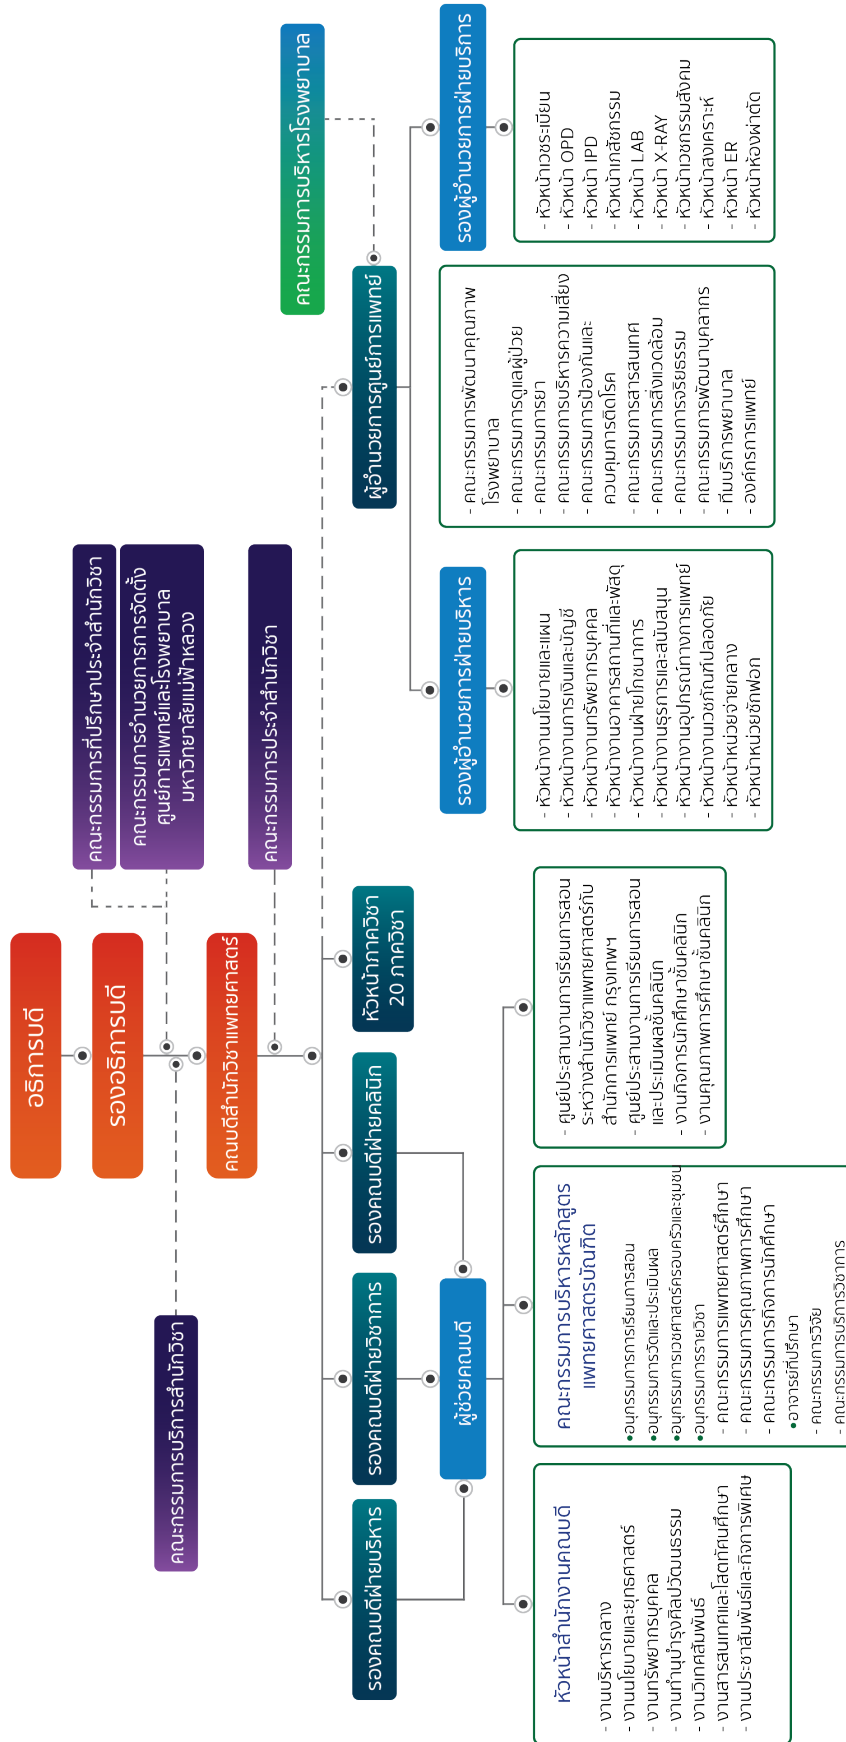 อธิการบดี
รองอธิการบดี
คณะกรรมการที่ปรึกษาประจำสำนักวิชา
คณะกรรมการอำนวยการการจัดตั้ง
ศูนย์การแพทย์และโรงพยาบาล
มหาวิทยาลัยแม่ฟ้าหลวง
คณะกรรมการบริการสำนักวิชา
คณบดีสำนักวิชาแพทยศาสตร์
คณะกรรมการประจำสำนักวิชา
คณะกรรมการบริหารโรงพยาบาล
รองคณบดีฝ่ายบริหาร
รองคณบดีฝ่ายวิชาการ
รองคณบดีฝ่ายคลินิก
หัวหน้าภาควิชา
20 ภาควิชา
ผู้อำนวยการศูนย์การแพทย์
ผู้ช่วยคณบดี
รองผู้อำนวยการฝ่ายบริหาร
รองผู้อำนวยการฝ่ายบริการ
หัวหน้าสำนักงานคณบดี
- งานบริหารกลาง
- งานนโยบายและยุทธศาสตร์
- งานทรัพยากรบุคคล
- งานทำนุบำรุงศิลปวัฒนธรรม
- งานวิเทศสัมพันธ์
- งานสารสนเทศและโสตทัศนศึกษา
- งานประชาสัมพันธ์และกิจการพิเศษ
คณะกรรมการบริหารหลักสูตร
แพทยศาสตรบัณฑิต
•อนุกรรมการการเรียนการสอน
•อนุกรรมการวัดและประเมินผล
•อนุกรรมการเวชศาสตร์ครอบครัวและชุมชน
•อนุกรรมการรายวิชา
- คณะกรรมการแพทยศาสตร์ศึกษา
- คณะกรรมการคุณภาพการศึกษา
- คณะกรรมการกิจการนักศึกษา
•อาจารย์ที่ปรึกษา
- คณะกรรมการวิจัย
- คณะกรรมการบริการวิชาการ
- ศูนย์ประสานงานการเรียนการสอน
ระหว่างสำนักวิชาแพทยศาสตร์กับ
สำนักการแพทย์ กรุงเทพฯ
- ศูนย์ประสานงานการเรียนการสอน
และประเมินผลชั้นคลินิก
- งานกิจการนักศึกษาชั้นคลินิก
- งานคุณภาพการศึกษาชั้นคลินิก
- หัวหน้างานนโยบายและแผน
- หัวหน้างานการเงินและบัญชี
- หัวหน้างานทรัพยากรบุคคล
- หัวหน้างานอาคารสถานที่และพัสดุ
- หัวหน้างานฝ่ายโภชนาการ
- หัวหน้างานธุรการและสนับสนุน
- หัวหน้างานอุปกรณ์ทางการแพทย์
- หัวหน้างานเวชภัณฑ์ปลอดภัย
- หัวหน้าหน่วยจ่ายกลาง
- หัวหน้าหน่วยซักฟอก
- คณะกรรมการพัฒนาคุณภาพ
โรงพยาบาล
- คณะกรรมการดูแลผู้ป่วย
- คณะกรรมการยา
- คณะกรรมการบริหารความเสี่ยง
- คณะกรรมการป้องกันและ
ควบคุมการติดโรค
- คณะกรรมการสารสนเทศ
- คณะกรรมการสิ่งแวดล้อม
- คณะกรรมการจริยธรรม
- คณะกรรมการพัฒนาบุคลากร
- ทีมบริการพยาบาล
- องค์กรการแพทย์
- หัวหน้าเวชระเบียน
- หัวหน้า OPD
- หัวหน้า IPD
- หัวหน้าเภสัชกรรม
- หัวหน้า LAB
- หัวหน้า X-RAY
- หัวหน้าเวชกรรมสังคม
- หัวหน้าสงเคราะห์
- หัวหน้า ER
- หัวหน้าห้องผ่าตัด